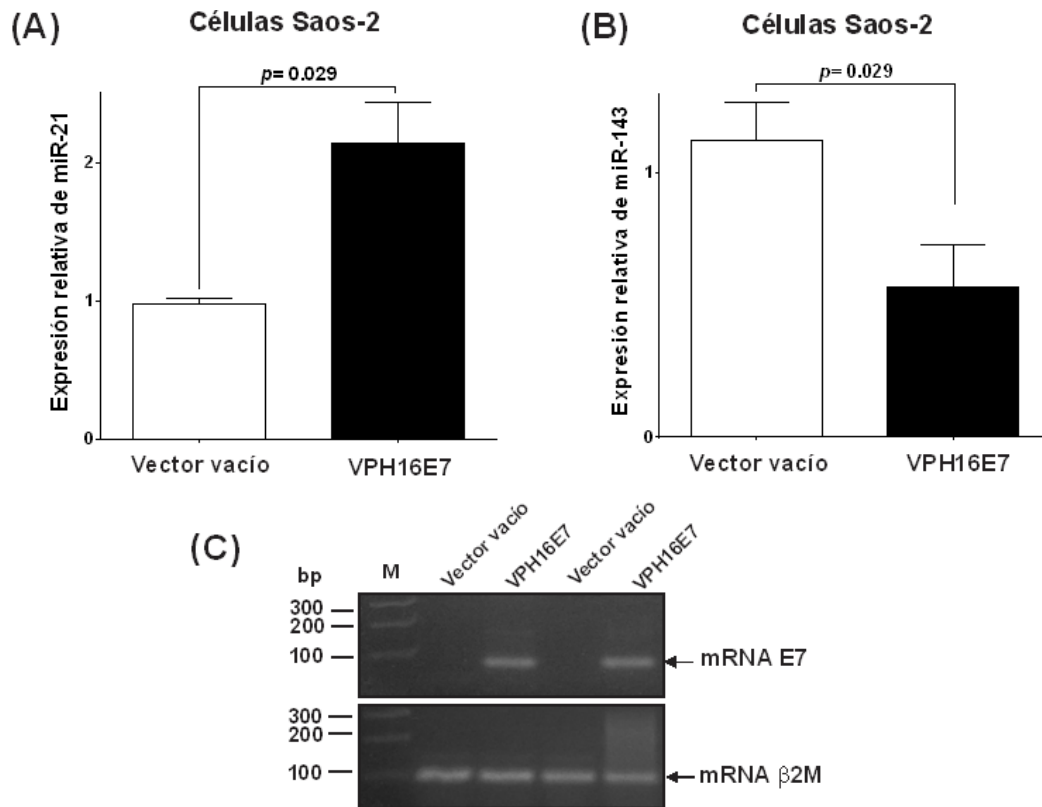 (A)
Células Saos-2
p= 0.029
Expresión relativa de miR-21
2
1
0
Vector vacío
VPH16E7
(B)
Células Saos-2
p= 0.029
Expresión relativa de miR-143
1
0
Vector vacío
VPH16E7
(C)
bp
M
Vector vacío
VPH16E7
Vector vacío
VPH16E7
300
200
100
mRNA E7
300
200
100
mRNA β2M